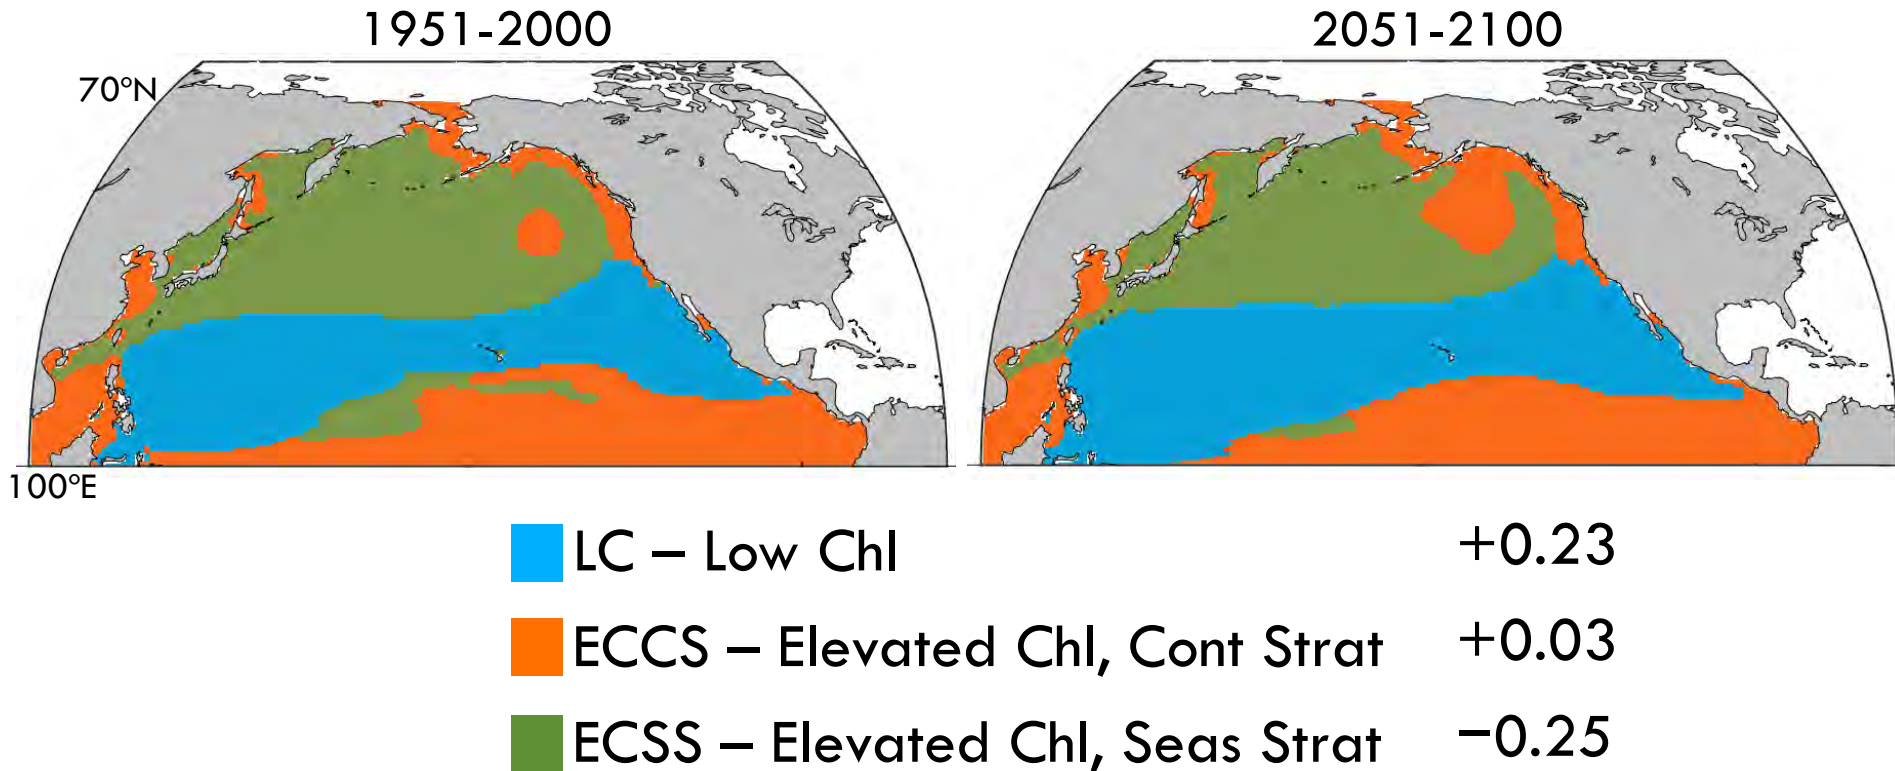 1951-2000
2051-2100
70°N
100°E
LC – Low Chl +0.23
ECCS – Elevated Chl, Cont Strat +0.03
ECSS – Elevated Chl, Seas Strat −0.25